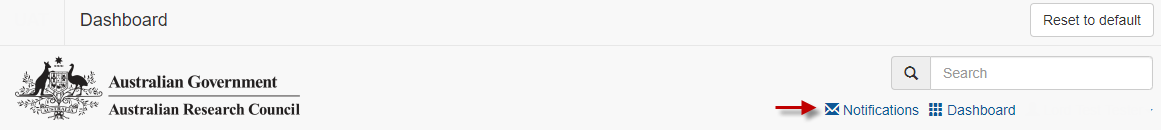 Dashboard
Reset to default
Australian Government
Australian Research Council
Search
Notifications Dashboard